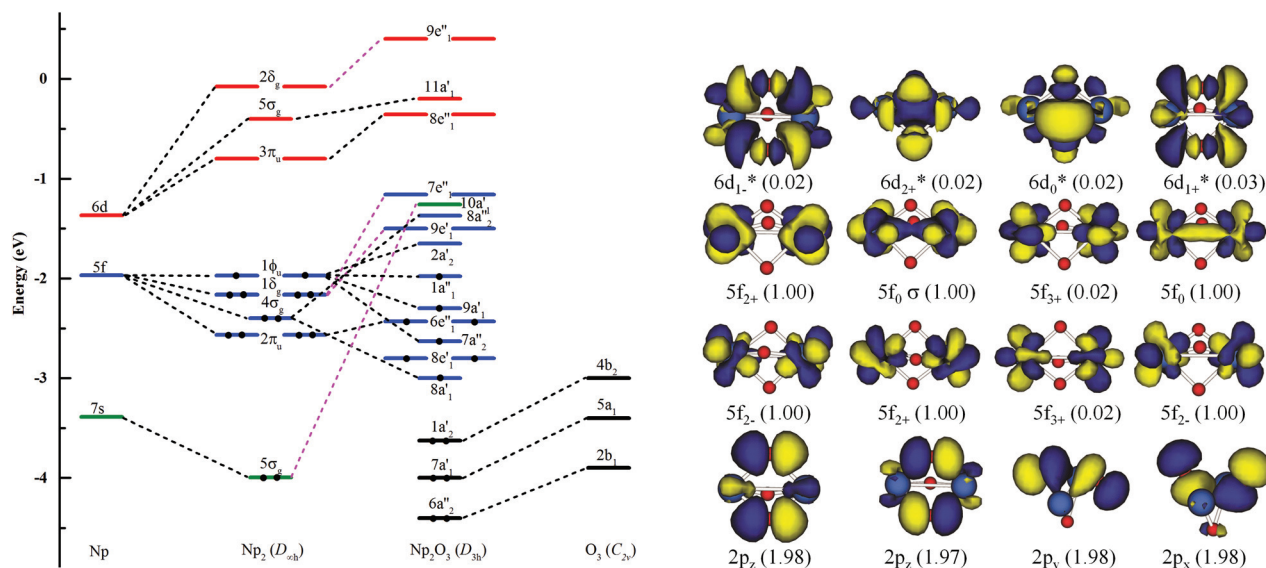 Energy (eV)
0
-1
-2
-3
-4
6d
5f
7s
2δg
5σg
3πu
1ϕu
1δg
4σg
2πu
5σg
9e"1
11a'1
8e"1
7e"1
10a'1
8a"2
9e'1
2a'2
1a"1
9a'1
6e"1
7a"2
8e'1
8a'1
1a'2
7a'1
6a"2
4b2
5a1
2b1
Np Np2 (D∞h) Np2O3 (D3h) O3 (C2v)
6d1-* (0.02) 6d2+* (0.02) 6d0* (0.02) 6d1+* (0.03)
5f2+ (1.00) 5f0 σ (1.00) 5f3+ (0.02) 5f0 (1.00)
5f2- (1.00) 5f2+ (1.00) 5f3+ (0.02) 5f2- (1.00)
2pz (1.98) 2pz (1.97) 2py (1.98) 2px (1.98)